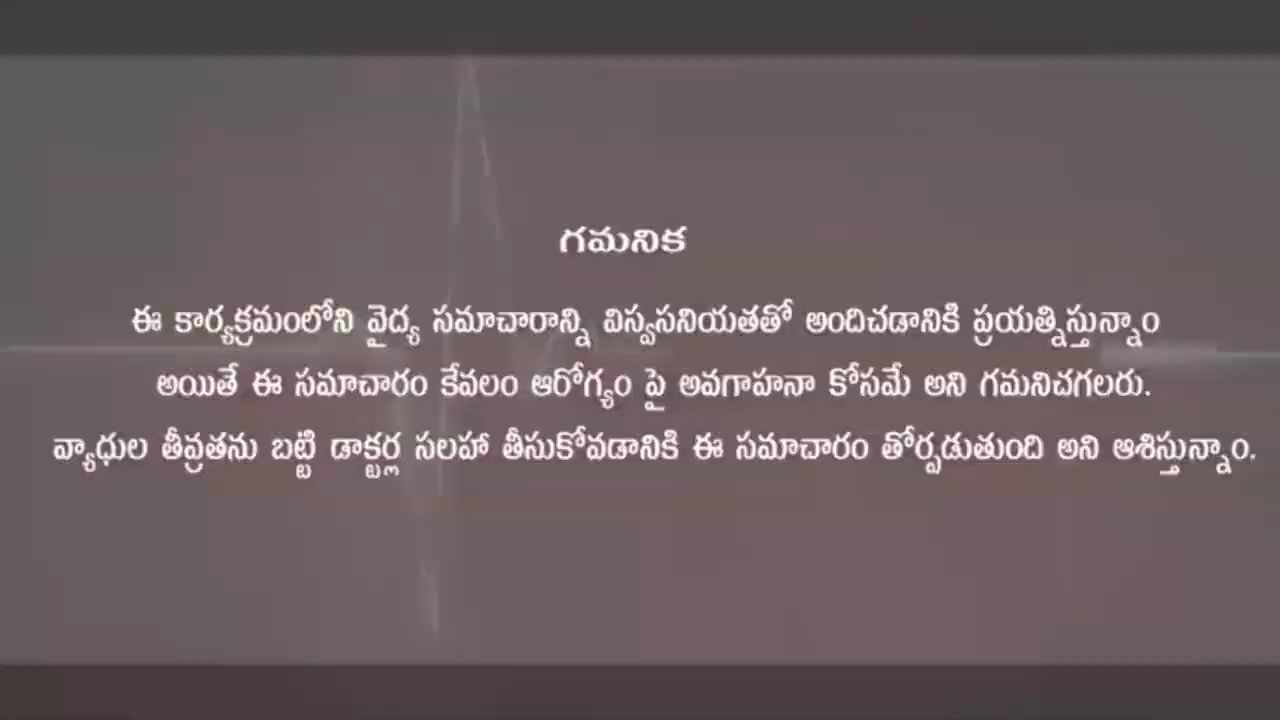 గమనిక
ఈ కార్యక్రమంలోని వైద్య సమాచారాన్ని విస్వసనియతతో అందిచడానికి ప్రయత్నిస్తున్నాం
అయితే ఈ సమాచారం కేవలం ఆరోగ్యం పై అవగాహనా కోసమే అని గమనిచగలరు.
వ్యాధుల తీవ్రతను బట్టి డాక్టర్ల సలహా తీసుకోవడానికి ఈ సమాచారం తోర్పడుతుంది అని ఆశిస్తున్నాం.